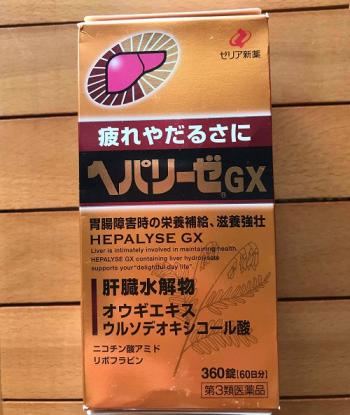 ゼリア新薬
疲れやだるさに
ヘパリーゼ®GX
胃腸障害時の栄養補給、滋養強壮
HEPALYSE GX
Liver is intimately involved in maintaining health.
HEPALYSE GX containing liver hydrolysate
supports your "delightful day life"
肝臓水解物
オウギエキス
ウルソデオキシコール酸
ニコチン酸アミド
リボフラビン
360錠［60日分］
第3類医薬品